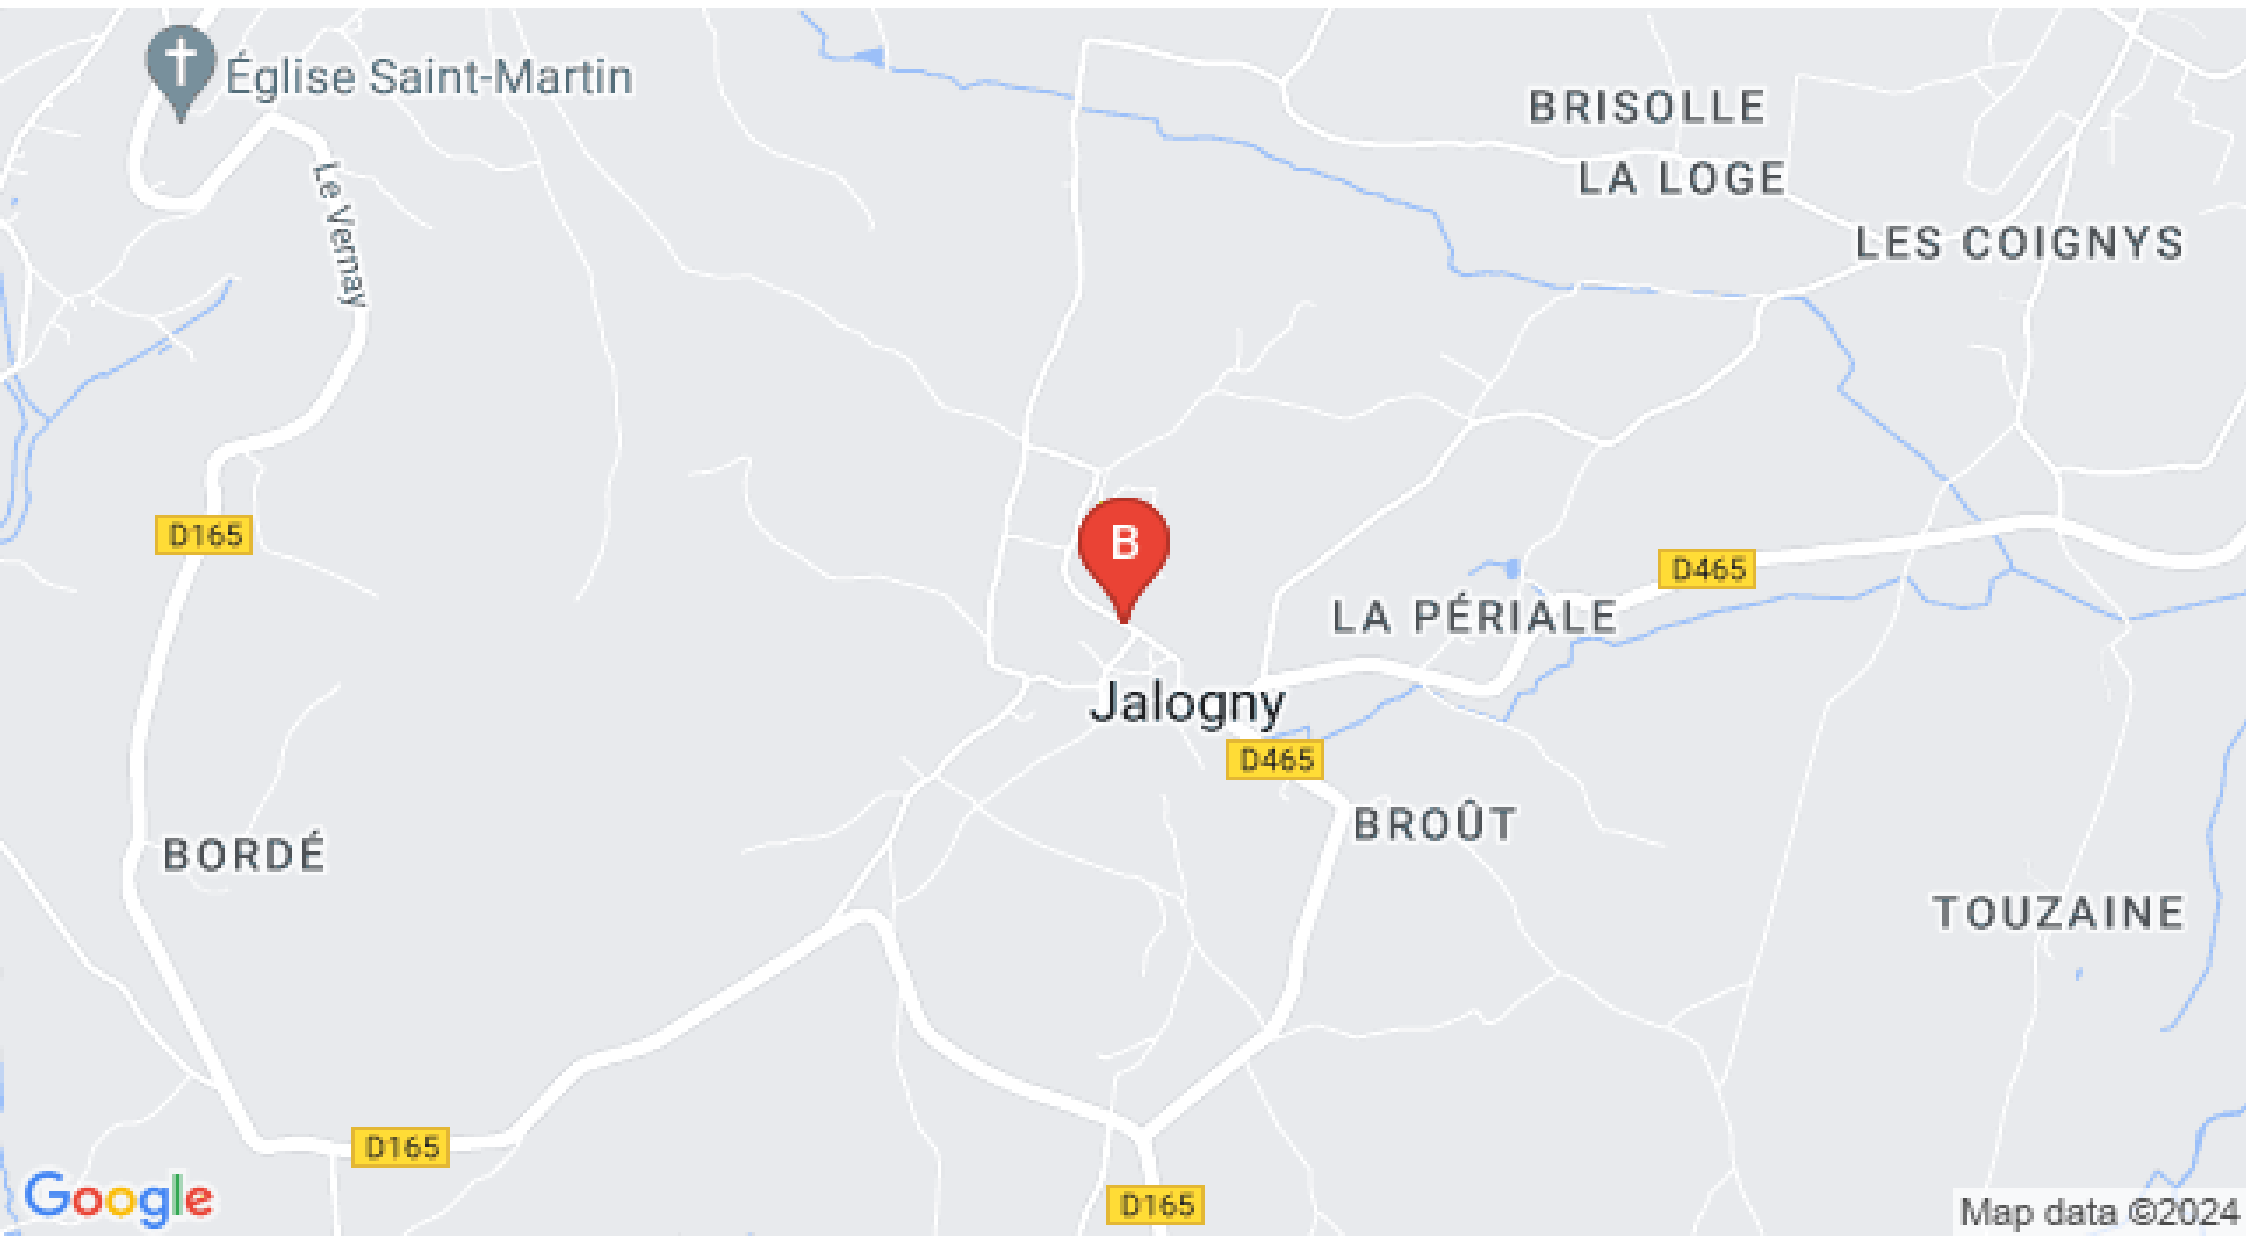 Église Saint-Martin
BRISOLLE
LA LOGE
LES COIGNYS
Le Vernay
D165
B
D465
LA PÉRIALE
Jalogny
D465
BROÛT
BORDÉ
TOUZAINE
D165
D165
Google
Map data ©2024